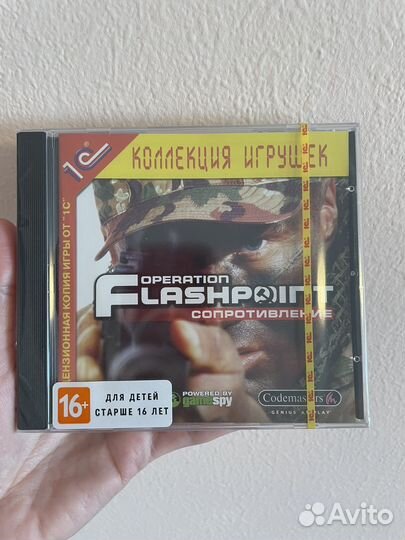 1С
КОЛЛЕКЦИЯ ИГРУШЕК
ЛИЦЕНЗИОННАЯ КОПИЯ ИГРЫ ОТ "1С"
OPERATION
FLASHPOINT
СОПРОТИВЛЕНИЕ
16+
ДЛЯ ДЕТЕЙ
СТАРШЕ 16 ЛЕТ
POWERED BY
gameSpy
Codemasters
GENIUS AT PLAY
Avito